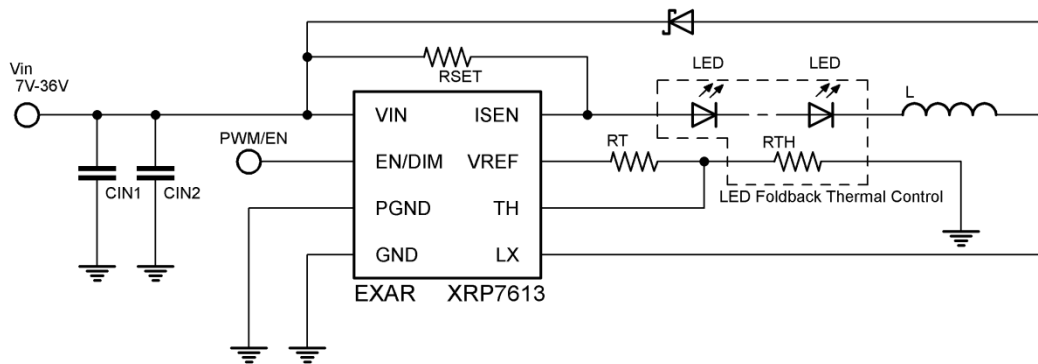 LED
LED
L
RSET
Vin
7V-36V
VIN
ISEN
PWM/EN
EN/DIM
VREF
RT
RTH
CIN1
CIN2
PGND
TH
LED Foldback Thermal Control
GND
LX
EXAR XRP7613